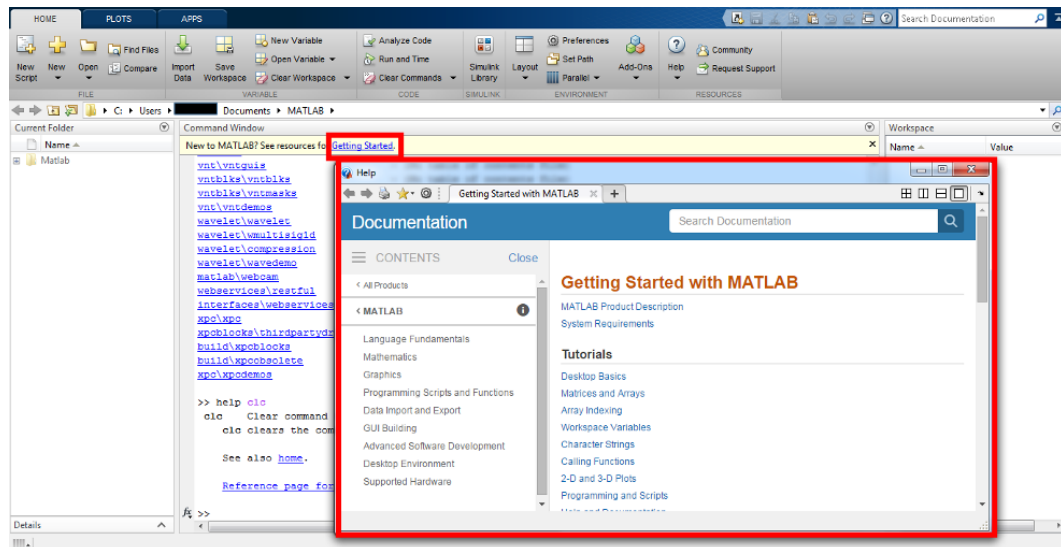 HOME PLOTS APPS
Search Documentation
New Script
New
Open
Find Files
Compare
Import Data
Save Workspace
New Variable
Open Variable
Clear Workspace
Analyze Code
Run and Time
Clear Commands
Simulink Library
Layout
Preferences
Set Path
Parallel
Add-Ons
Help
Community
Request Support
FILE VARIABLE CODE SIMULINK ENVIRONMENT RESOURCES
C: Users Documents MATLAB
Current Folder
Name
Matlab
Details
Command Window
New to MATLAB? See resources for Getting Started.
vnt\vntguis
vntblks\vntblks
vntblks\vntmasks
vnt\vntdemos
wavelet\wavelet
wavelet\wmultisig1d
wavelet\compression
wavelet\wavedemo
matlab\webcam
webservices\restful
interfaces\webservices
xpc\xpc
xpcblocks\thirdpartydr
build\xpcblocks
build\xpcobsolete
xpc\xpcdemos
>> help clc
clc Clear command
clc clears the com
See also home.
Reference page for
fx >>
Workspace
Name Value
Help
Getting Started with MATLAB
Documentation
Search Documentation
CONTENTS Close
< All Products
< MATLAB
Language Fundamentals
Mathematics
Graphics
Programming Scripts and Functions
Data Import and Export
GUI Building
Advanced Software Development
Desktop Environment
Supported Hardware
Getting Started with MATLAB
MATLAB Product Description
System Requirements
Tutorials
Desktop Basics
Matrices and Arrays
Array Indexing
Workspace Variables
Character Strings
Calling Functions
2-D and 3-D Plots
Programming and Scripts